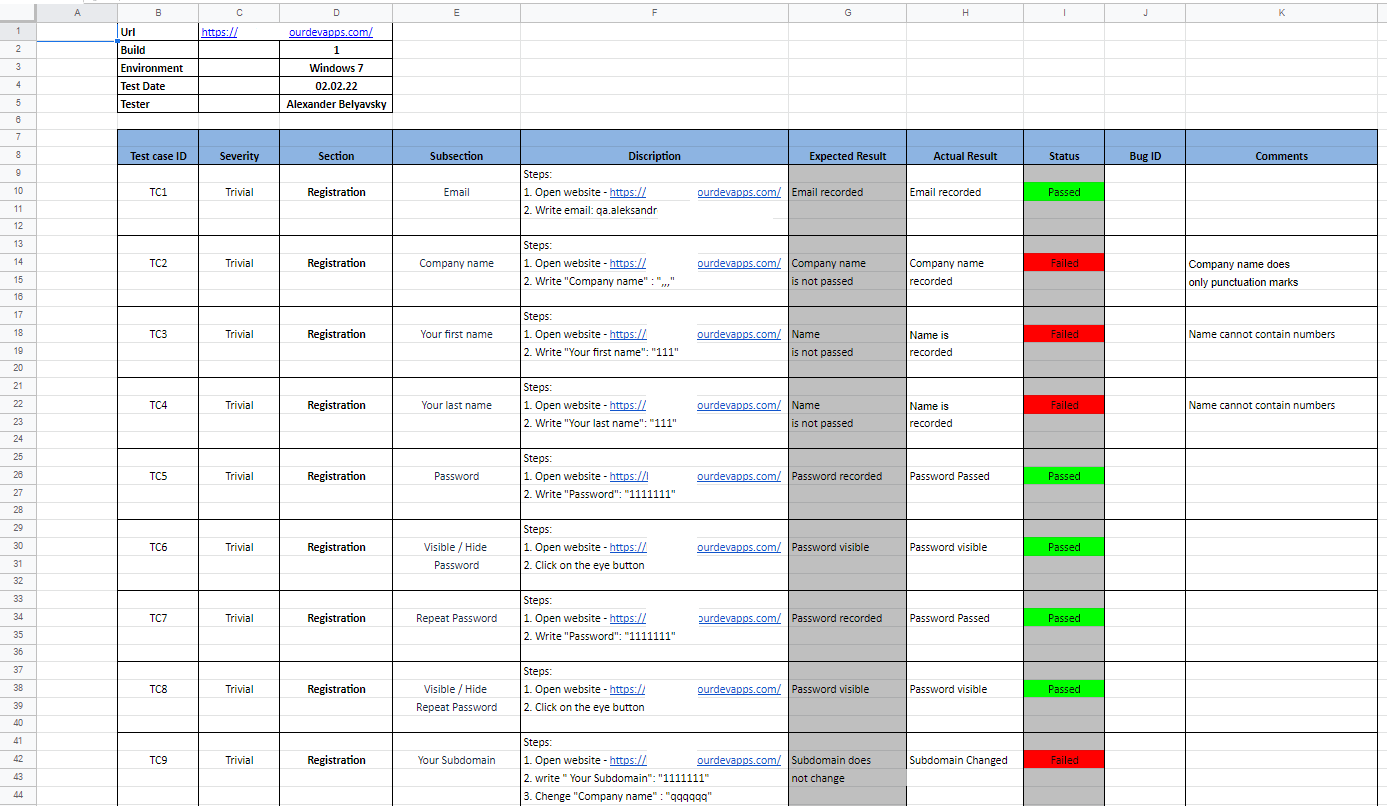 A B C D E F G H I J K
1 Url https:// ourdevapps.com/
2 Build 1
3 Environment Windows 7
4 Test Date 02.02.22
5 Tester Alexander Belyavsky
6
7
8 Test case ID Severity Section Subsection Discription Expected Result Actual Result Status Bug ID Comments
9 Steps:
10 TC1 Trivial Registration Email 1. Open website - https:// ourdevapps.com/ Email recorded Email recorded Passed
11 2. Write email: qa.aleksandr
12
13 Steps:
14 TC2 Trivial Registration Company name 1. Open website - https:// ourdevapps.com/ Company name Company name Failed Company name does
15 2. Write "Company name" : ",,," is not passed recorded only punctuation marks
16
17 Steps:
18 TC3 Trivial Registration Your first name 1. Open website - https:// ourdevapps.com/ Name Name is Failed Name cannot contain numbers
19 2. Write "Your first name": "111" is not passed recorded
20
21 Steps:
22 TC4 Trivial Registration Your last name 1. Open website - https:// ourdevapps.com/ Name Name is Failed Name cannot contain numbers
23 2. Write "Your last name": "111" is not passed recorded
24
25 Steps:
26 TC5 Trivial Registration Password 1. Open website - https:// ourdevapps.com/ Password recorded Password Passed Passed
27 2. Write "Password": "1111111"
28
29 Steps:
30 TC6 Trivial Registration Visible / Hide 1. Open website - https:// ourdevapps.com/ Password visible Password visible Passed
31 Password 2. Click on the eye button
32
33 Steps:
34 TC7 Trivial Registration Repeat Password 1. Open website - https:// ourdevapps.com/ Password recorded Password Passed Passed
35 2. Write "Password": "1111111"
36
37 Steps:
38 TC8 Trivial Registration Visible / Hide 1. Open website - https:// ourdevapps.com/ Password visible Password visible Passed
39 Repeat Password 2. Click on the eye button
40
41 Steps:
42 TC9 Trivial Registration Your Subdomain 1. Open website - https:// ourdevapps.com/ Subdomain does Subdomain Changed Failed
43 2. write " Your Subdomain": "1111111" not change
44 3. Chenge "Company name" : "qqqqqq"